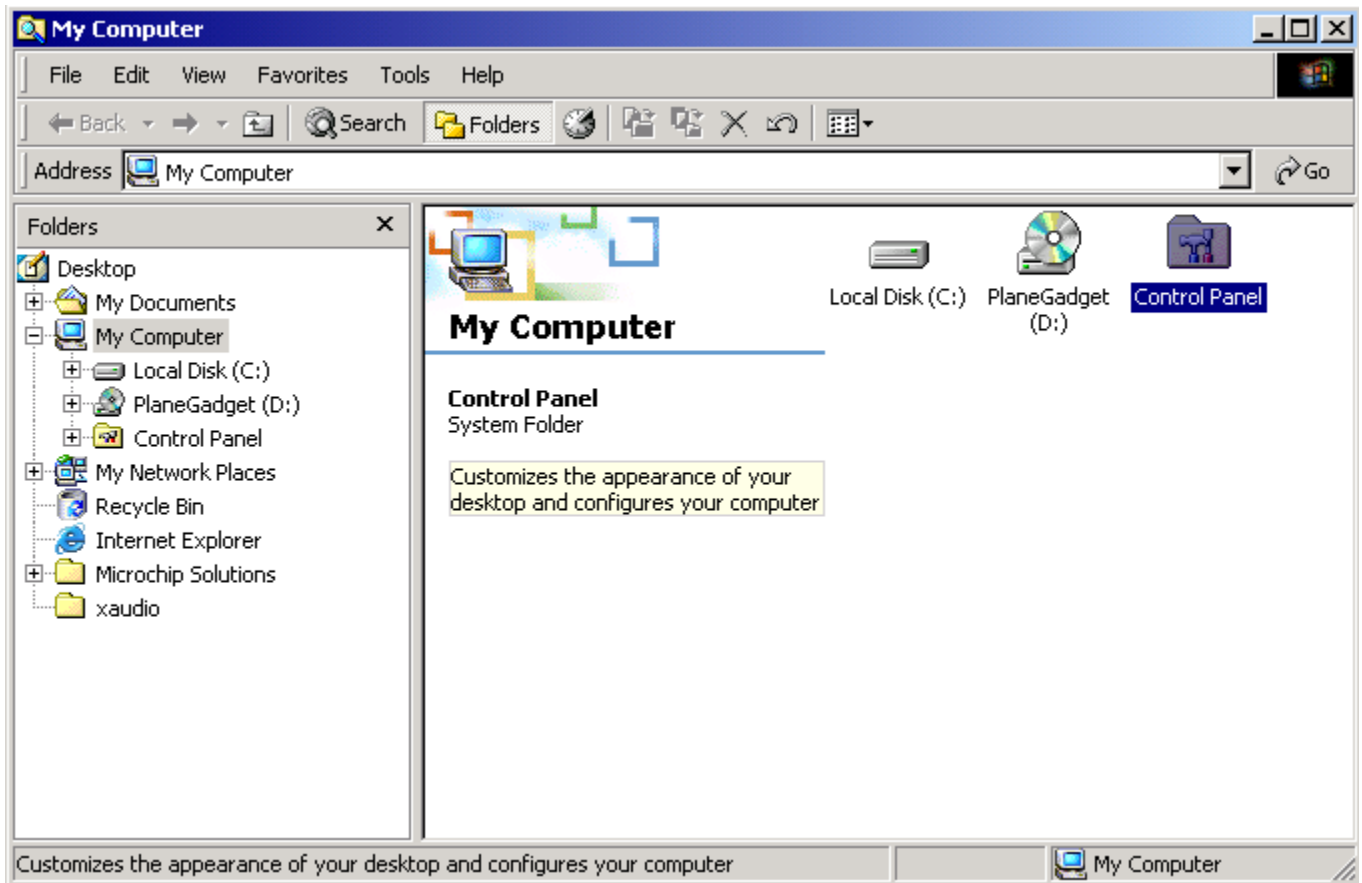 My Computer
File Edit View Favorites Tools Help
Back Search Folders
Address My Computer Go
Folders
Desktop
My Documents
My Computer
Local Disk (C:)
PlaneGadget (D:)
Control Panel
My Network Places
Recycle Bin
Internet Explorer
Microchip Solutions
xaudio
My Computer
Control Panel
System Folder
Customizes the appearance of your
desktop and configures your computer
Local Disk (C:)
PlaneGadget
(D:)
Control Panel
Customizes the appearance of your desktop and configures your computer
My Computer